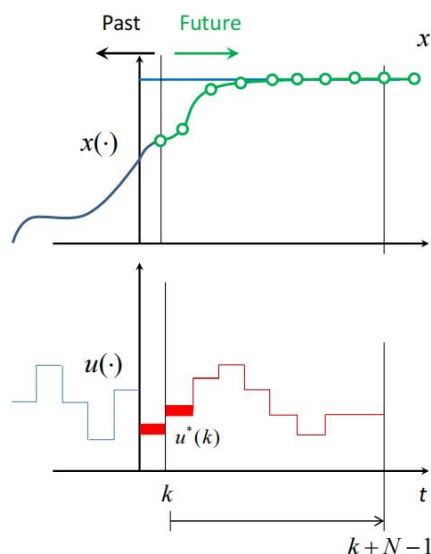 Past Future
x
x(·)
u(·)
u*(k)
k t
k + N − 1